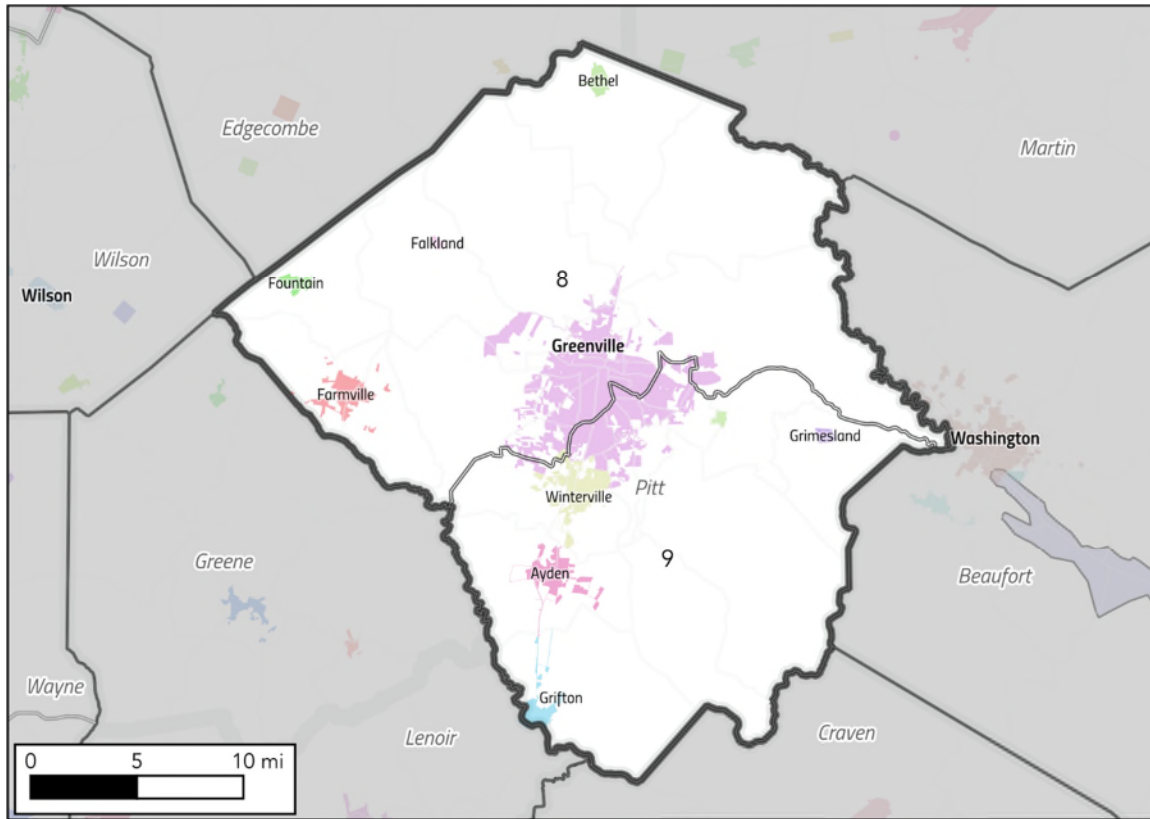 Bethel
Edgecombe
Martin
Falkland
Wilson
Fountain
8
Wilson
Greenville
Farmville
Grimesland
Washington
Winterville
Pitt
9
Ayden
Greene
Beaufort
Wayne
Grifton
Craven
Lenoir
0 5 10 mi